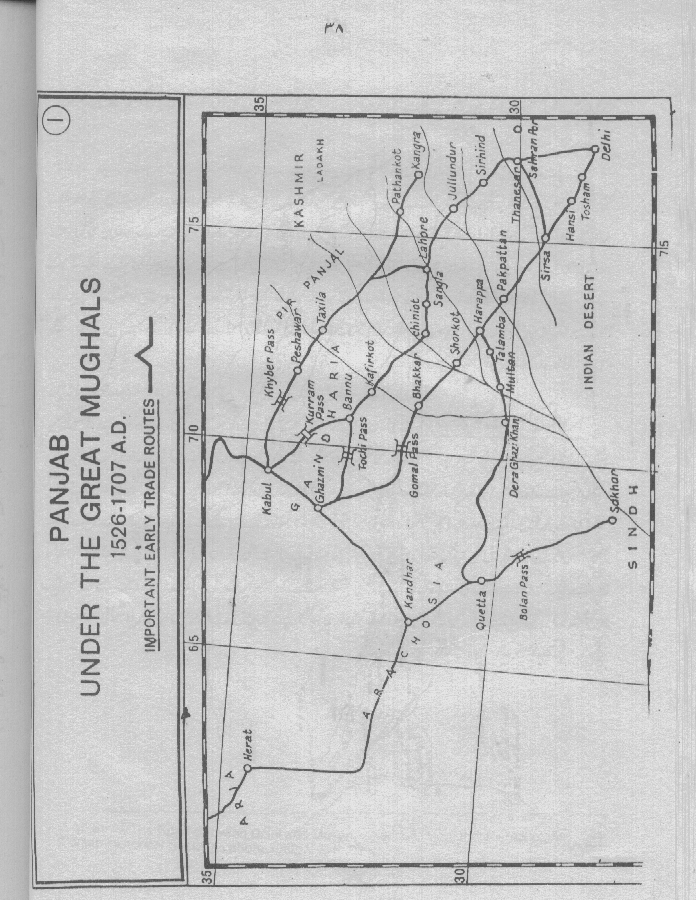 1
PANJAB
UNDER THE GREAT MUGHALS
1526-1707 A.D.
IMPORTANT EARLY TRADE ROUTES
35
30
75
75
70
65
35
30
KASHMIR
LADAKH
PIR PANJAL
Pathankot
Kangra
Jullundur
Sirhind
Thanesar
Delhi
Lahore
Sangla
Chiniot
Harappa
Pakpattan
Sirsa
Hansi
Tosham
Khyber Pass
Peshawar
Taxila
Kurram
Pass
Bannu
Kafirkot
Shorkot
Talamba
Multan
INDIAN DESERT
Kabul
Ghazni
GANDHARIA
Tochi Pass
Gomal Pass
Bhakkar
Dera Ghazi Khan
Kandhar
ARACHOSIA
Quetta
Bolan Pass
Sakhar
SINDH
Herat
ARIA